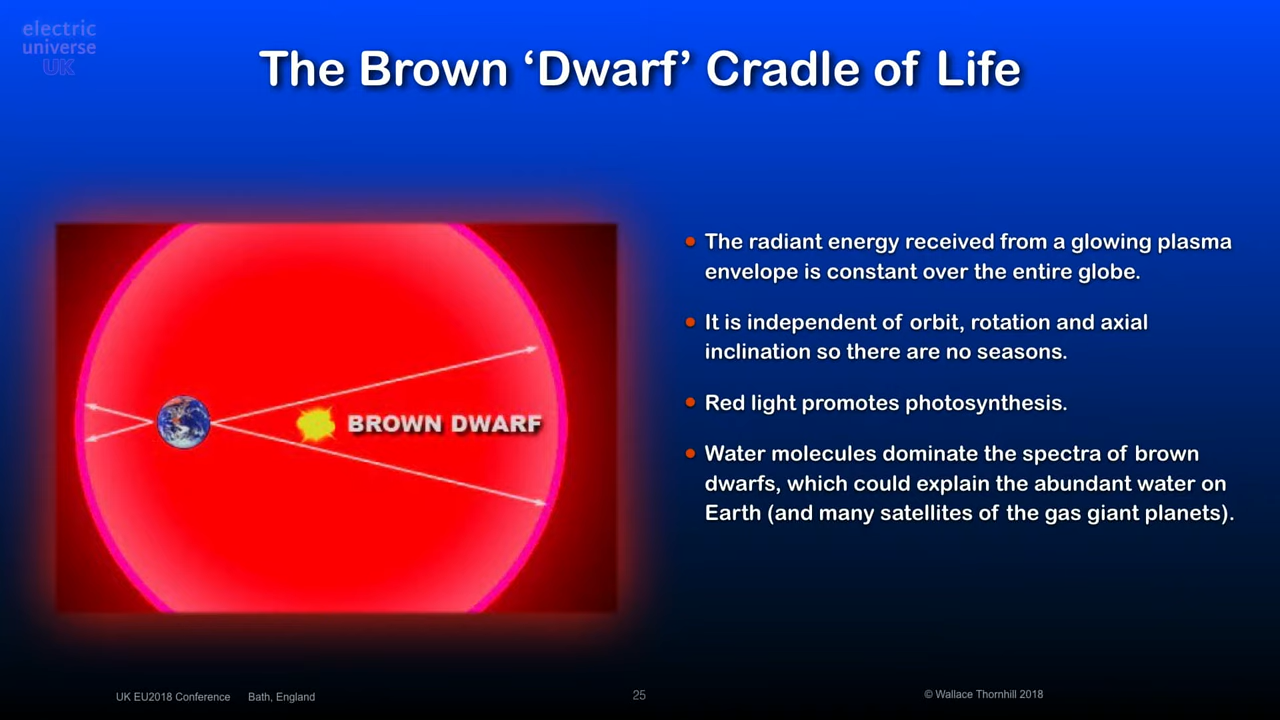 electric
universe
UK
The Brown ‘Dwarf’ Cradle of Life
BROWN DWARF
• The radiant energy received from a glowing plasma
envelope is constant over the entire globe.
• It is independent of orbit, rotation and axial
inclination so there are no seasons.
• Red light promotes photosynthesis.
• Water molecules dominate the spectra of brown
dwarfs, which could explain the abundant water on
Earth (and many satellites of the gas giant planets).
UK EU2018 Conference Bath, England
25
© Wallace Thornhill 2018